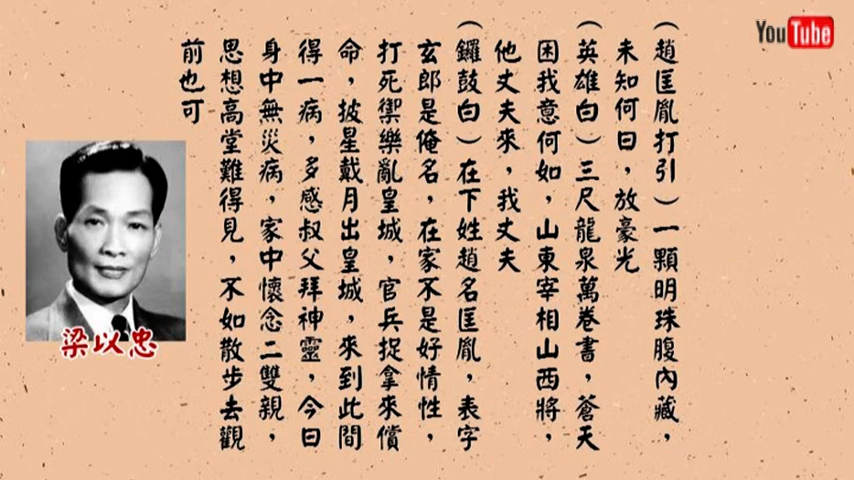 （趙匡胤打引）一顆明珠腹內藏，
未知何日，放豪光
（英雄白）三尺龍泉萬卷書，蒼天
困我意何如，山東宰相山西將，
他丈夫來，我丈夫
（鑼鼓白）在下姓趙名匡胤，表字
玄郎是俺名，在家不是好情性，
打死禦樂亂皇城，官兵捉拿來償
命，披星戴月出皇城，來到此間
得一病，多感叔父拜神靈，今日
身中無災病，家中懷念二雙親，
思想高堂難得見，不如散步去觀
前也可
梁以忠
YouTube